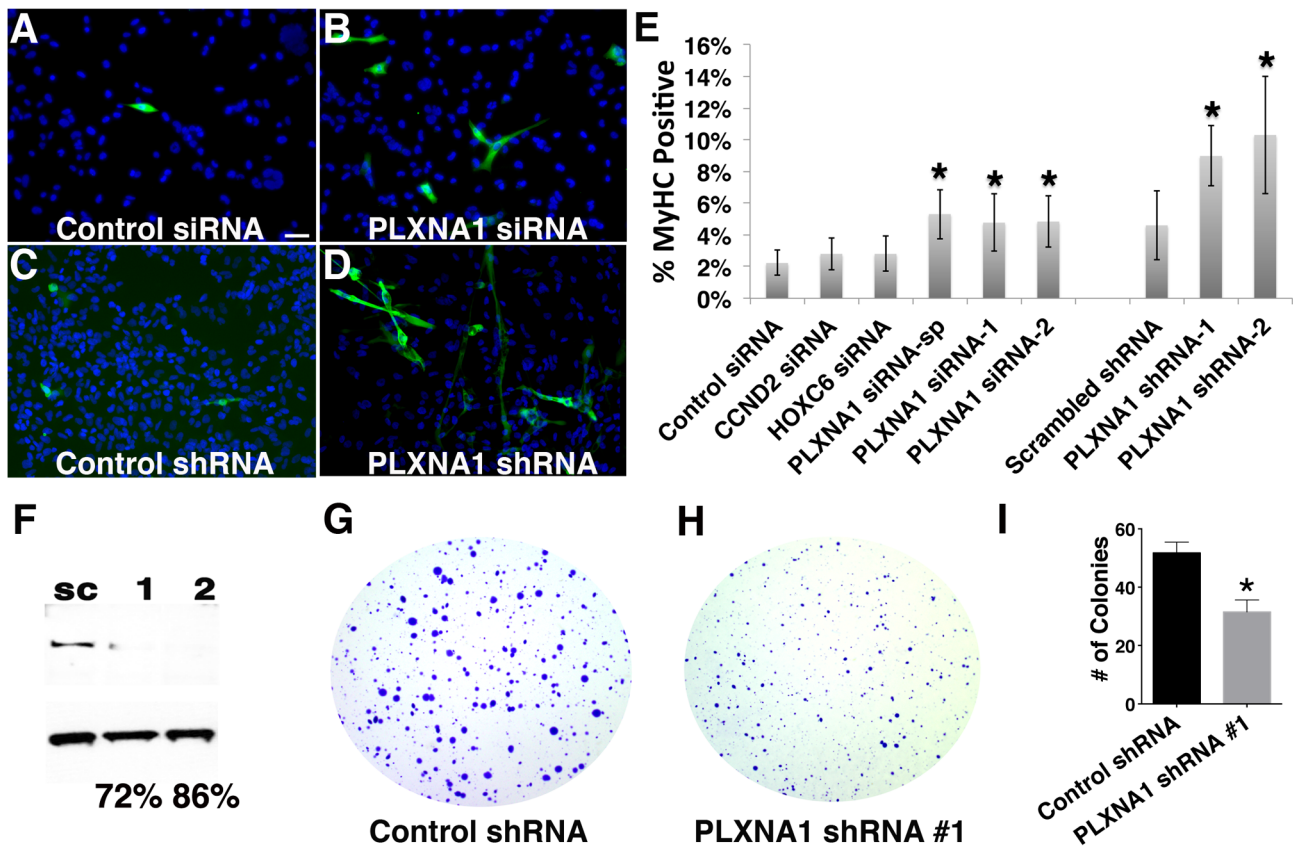 A
Control siRNA
B
PLXNA1 siRNA
C
Control shRNA
D
PLXNA1 shRNA
E
% MyHC Positive
16%
14%
12%
10%
8%
6%
4%
2%
0%
*
*
*
*
*
Control siRNA
CCND2 siRNA
HOXC6 siRNA
PLXNA1 siRNA-sp
PLXNA1 siRNA-1
PLXNA1 siRNA-2
Scrambled shRNA
PLXNA1 shRNA-1
PLXNA1 shRNA-2
F
sc 1 2
72% 86%
G
Control shRNA
H
PLXNA1 shRNA #1
I
# of Colonies
60
40
20
0
*
Control shRNA
PLXNA1 shRNA #1